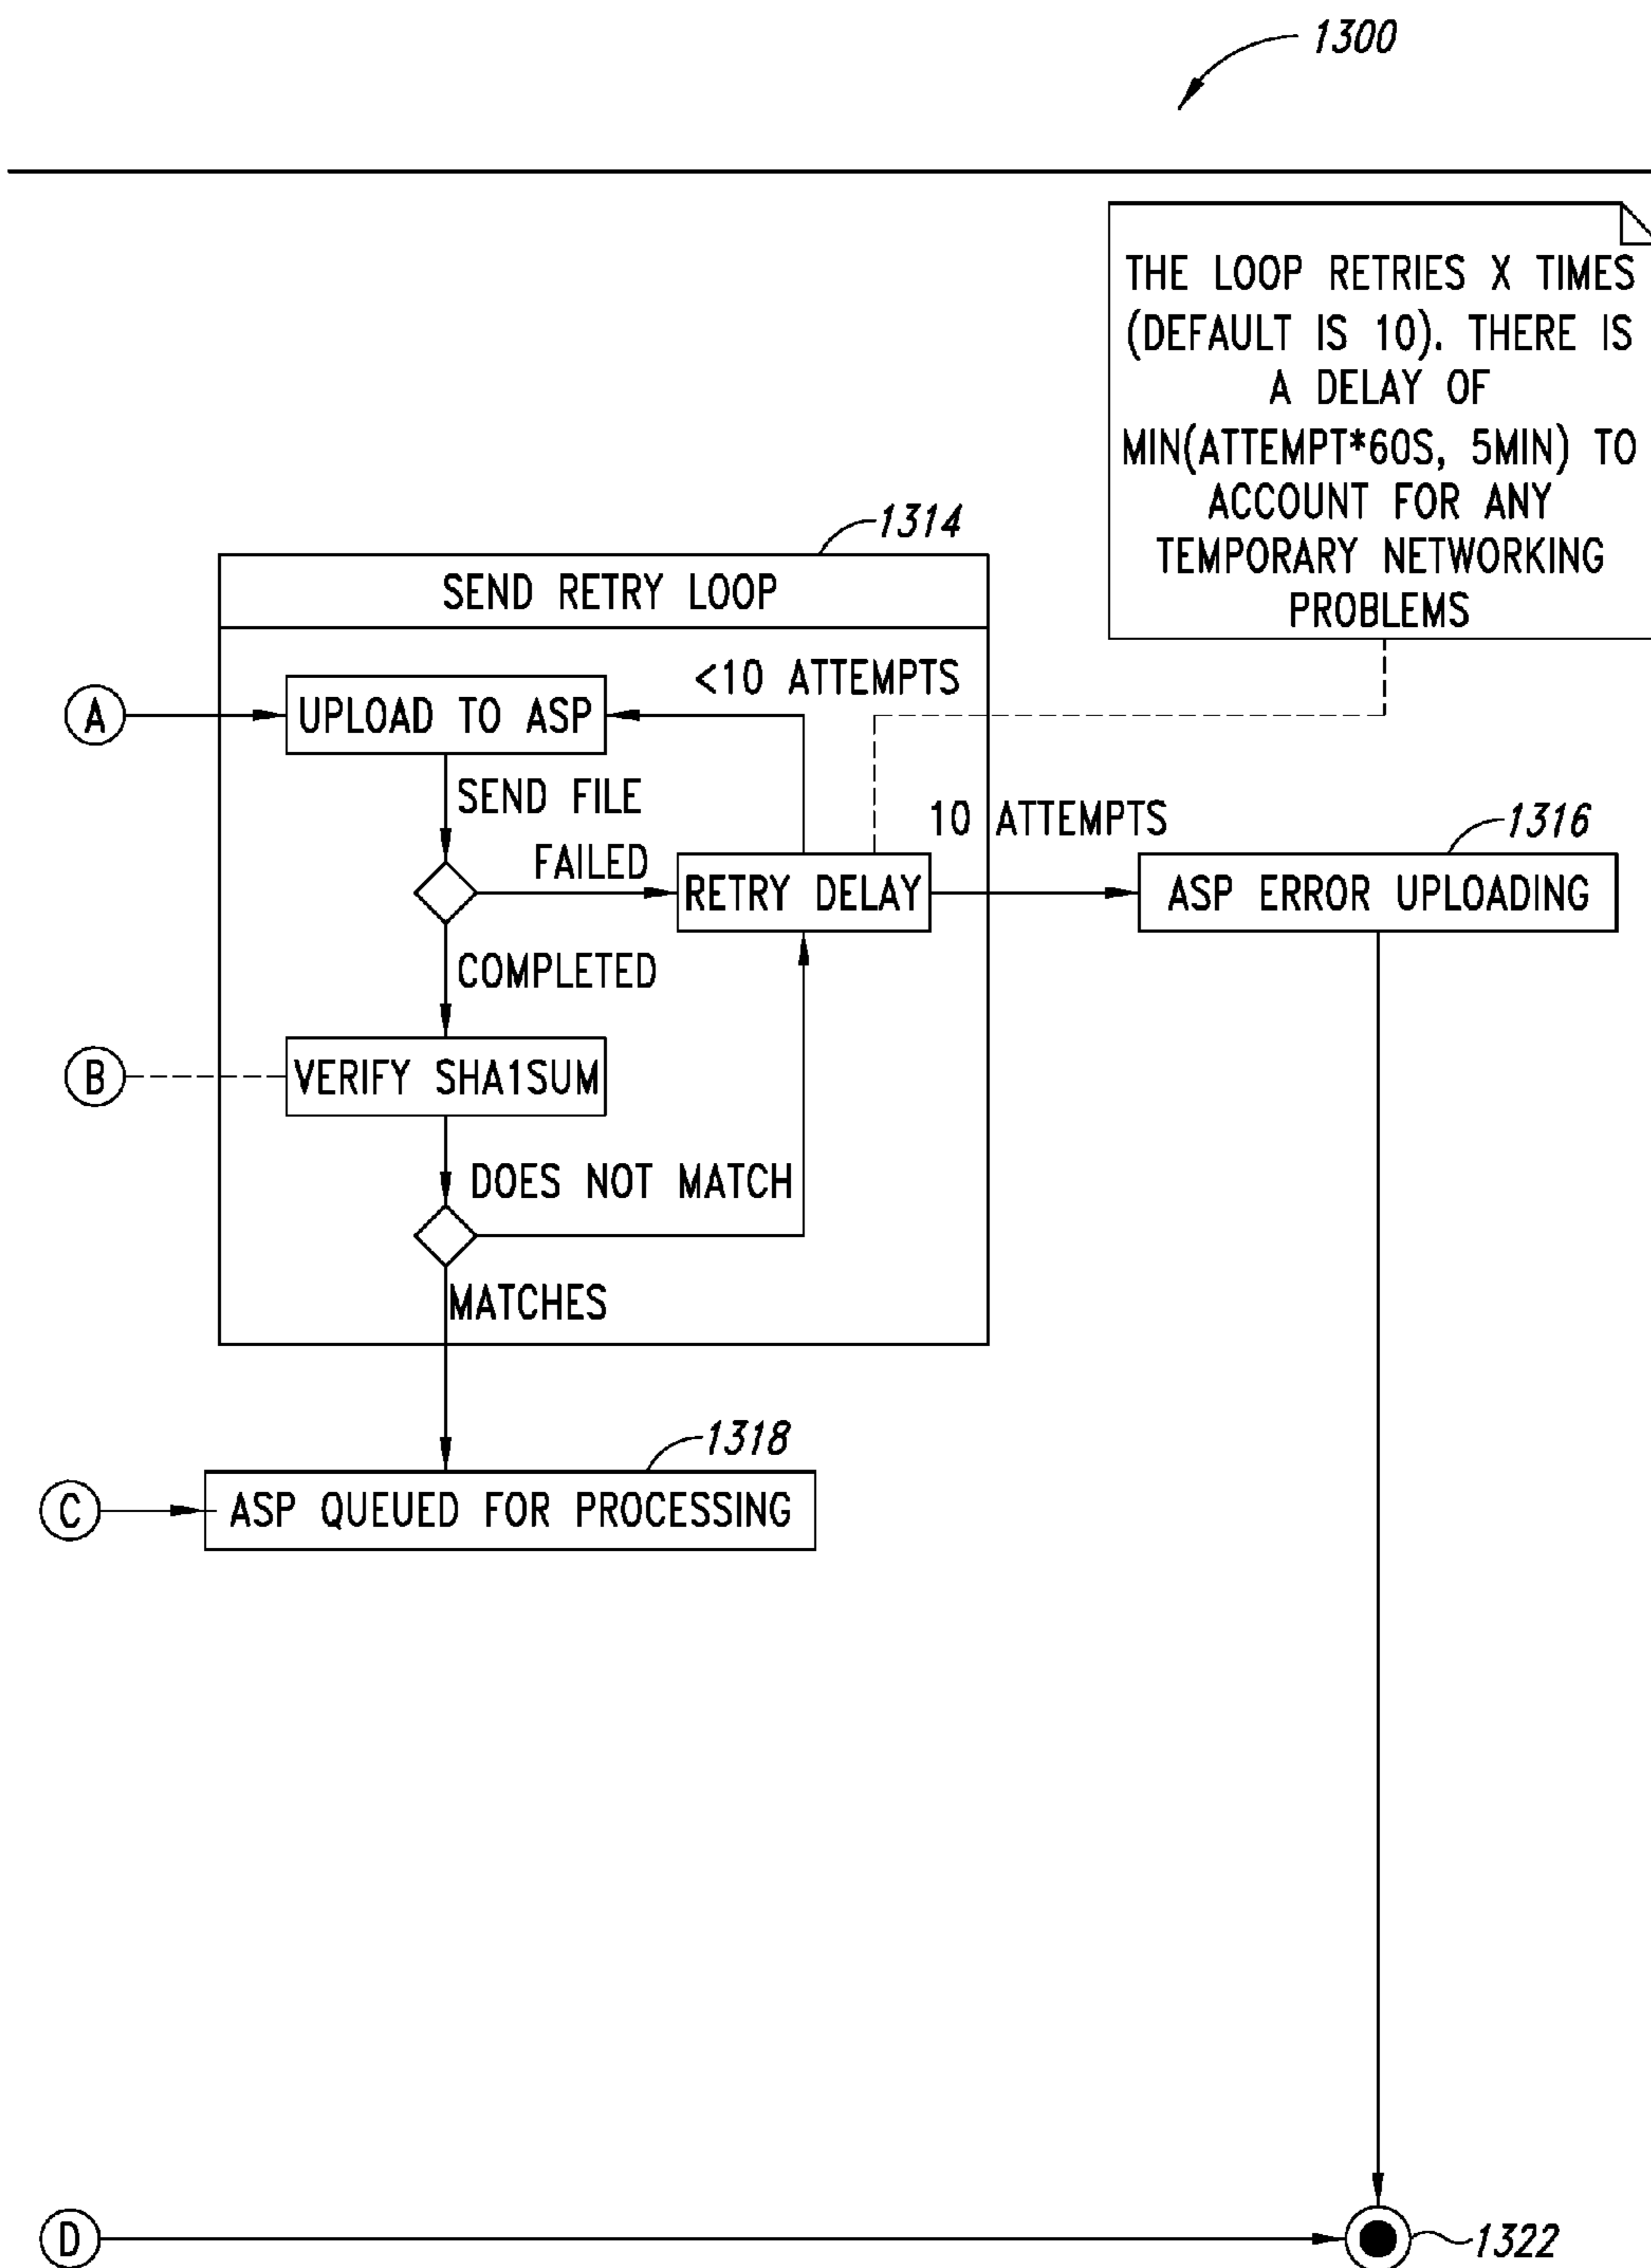 1300
THE LOOP RETRIES X TIMES
(DEFAULT IS 10). THERE IS
A DELAY OF
MIN(ATTEMPT*60S, 5MIN) TO
ACCOUNT FOR ANY
TEMPORARY NETWORKING
PROBLEMS
1314
SEND RETRY LOOP
<10 ATTEMPTS
A
UPLOAD TO ASP
SEND FILE
10 ATTEMPTS
1316
FAILED
RETRY DELAY
ASP ERROR UPLOADING
COMPLETED
B
VERIFY SHA1SUM
DOES NOT MATCH
MATCHES
1318
C
ASP QUEUED FOR PROCESSING
D
1322